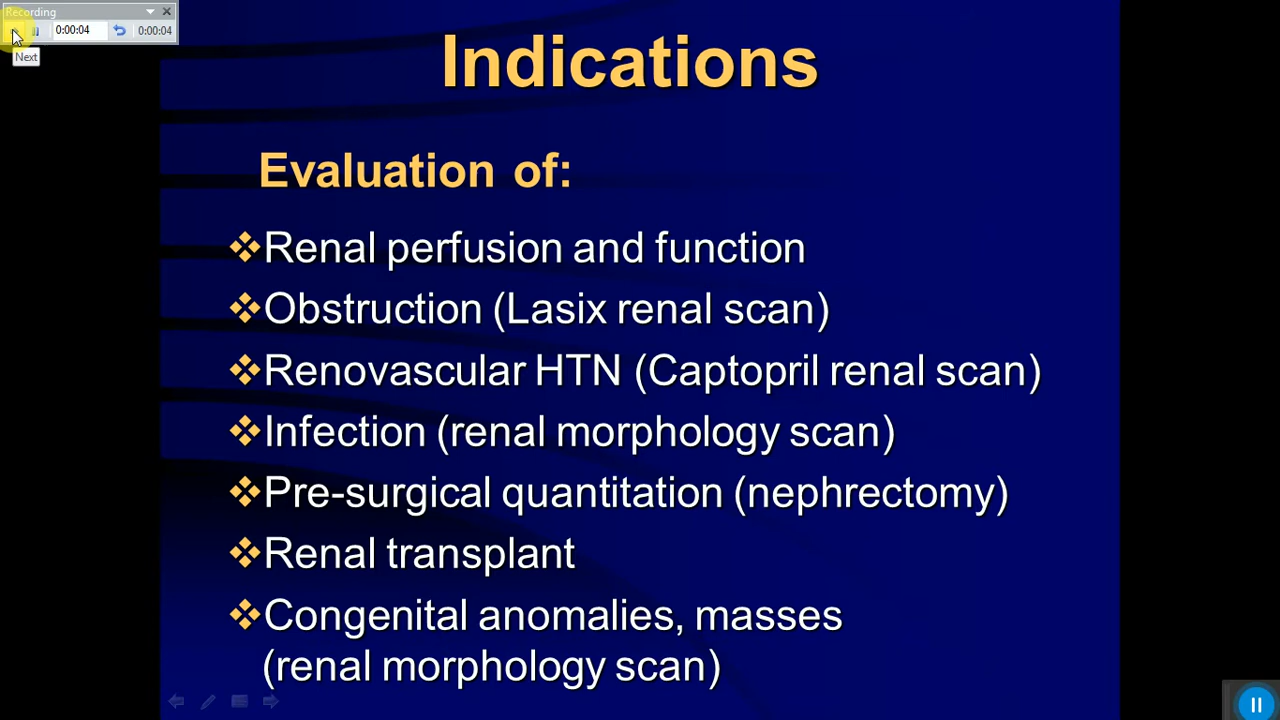 Recording
0:00:04
0:00:04
Next
Indications
Evaluation of:
Renal perfusion and function
Obstruction (Lasix renal scan)
Renovascular HTN (Captopril renal scan)
Infection (renal morphology scan)
Pre-surgical quantitation (nephrectomy)
Renal transplant
Congenital anomalies, masses
(renal morphology scan)